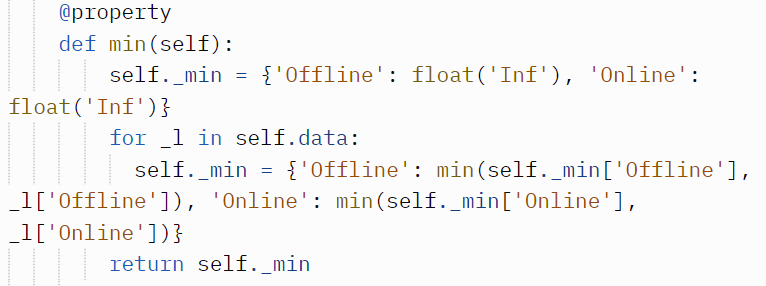 @property
def min(self):
self._min = {'Offline': float('Inf'), 'Online':
float('Inf')}
for _l in self.data:
self._min = {'Offline': min(self._min['Offline'],
_l['Offline']), 'Online': min(self._min['Online'],
_l['Online'])}
return self._min